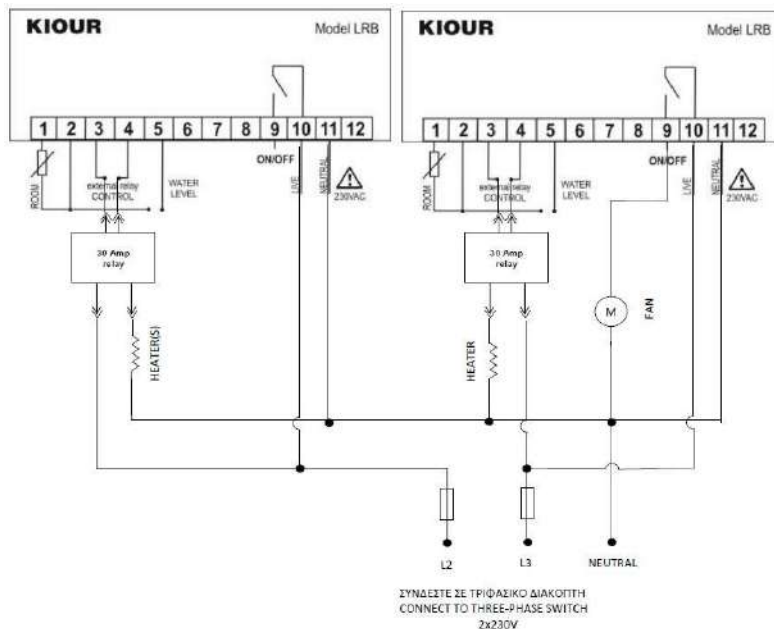 KIOUR Model LRB
1 2 3 4 5 6 7 8 9 10 11 12
ROOM
external relay
CONTROL
WATER
LEVEL
ON/OFF
LIVE
NEUTRAL
230VAC
30 Amp
relay
HEATER(S)
KIOUR Model LRB
1 2 3 4 5 6 7 8 9 10 11 12
ROOM
external relay
CONTROL
WATER
LEVEL
ON/OFF
LIVE
NEUTRAL
230VAC
30 Amp
relay
HEATER
M
FAN
L2 L3 NEUTRAL
ΣΥΝΔΕΣΤΕ ΣΕ ΤΡΙΦΑΣΙΚΟ ΔΙΑΚΟΠΤΗ
CONNECT TO THREE-PHASE SWITCH
2x230V